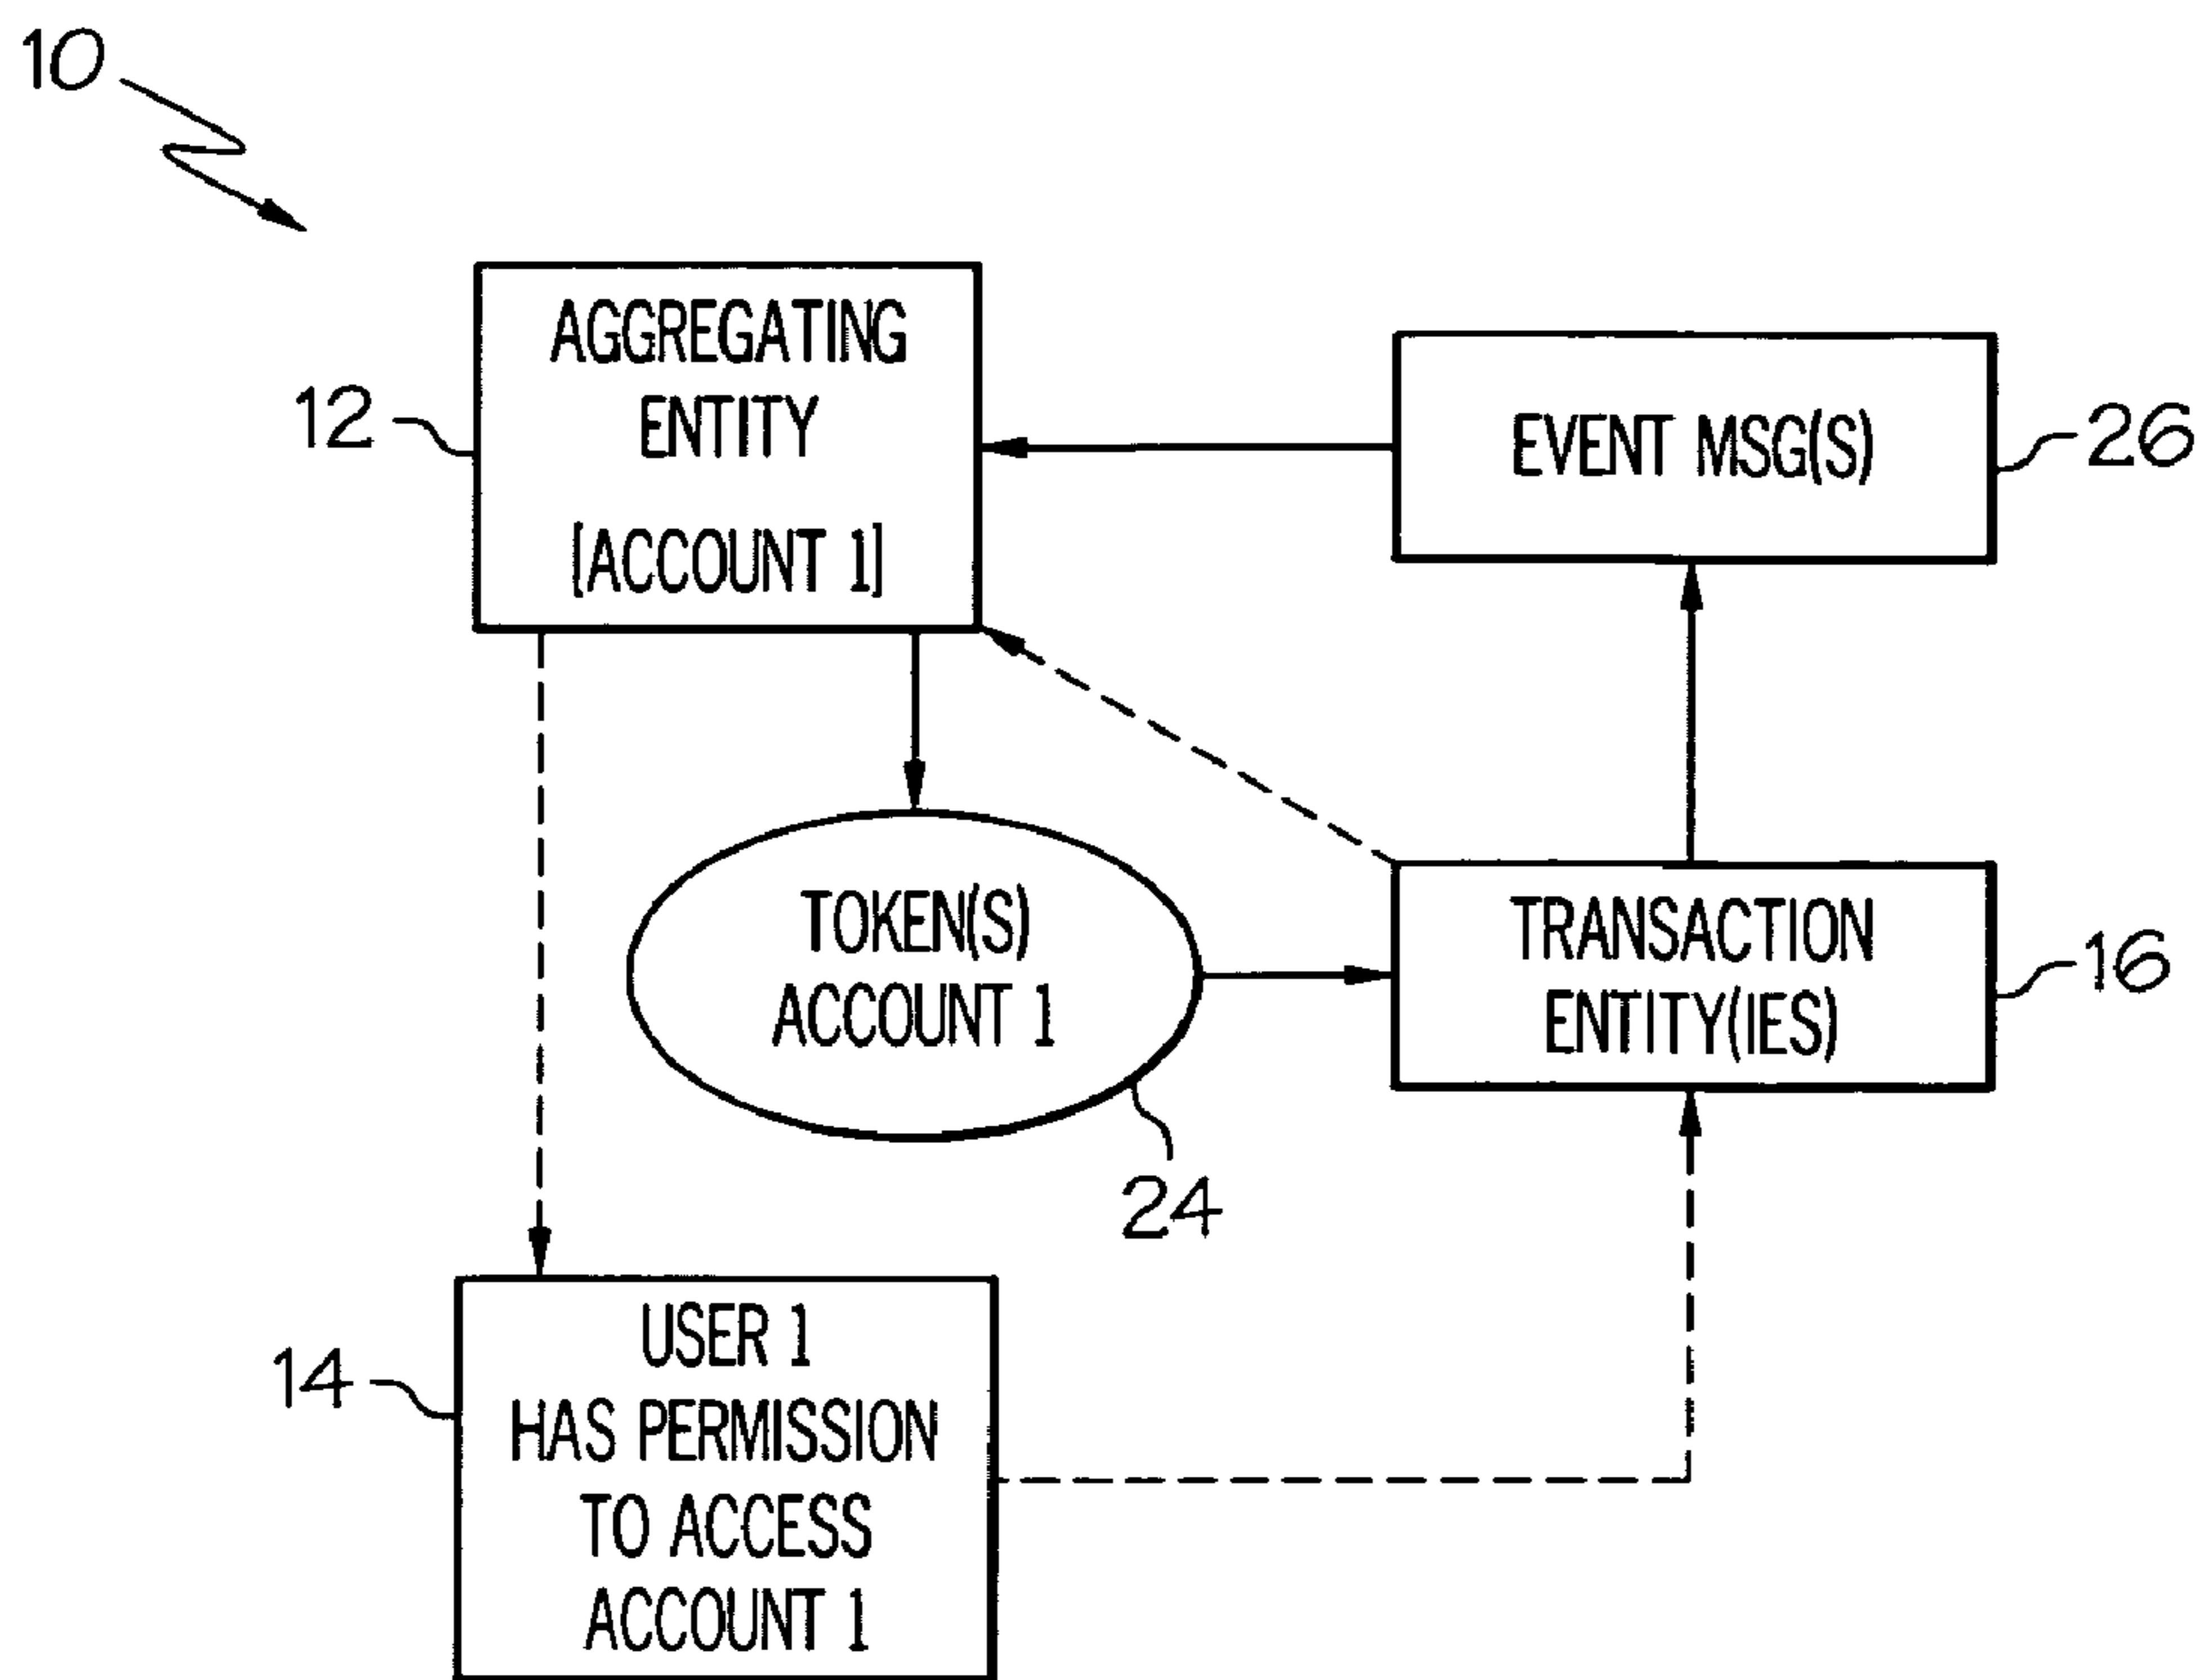 10
AGGREGATING
ENTITY
[ACCOUNT 1]
12
EVENT MSG(S)
26
TOKEN(S)
ACCOUNT 1
24
TRANSACTION
ENTITY(IES)
16
USER 1
HAS PERMISSION
TO ACCESS
ACCOUNT 1
14